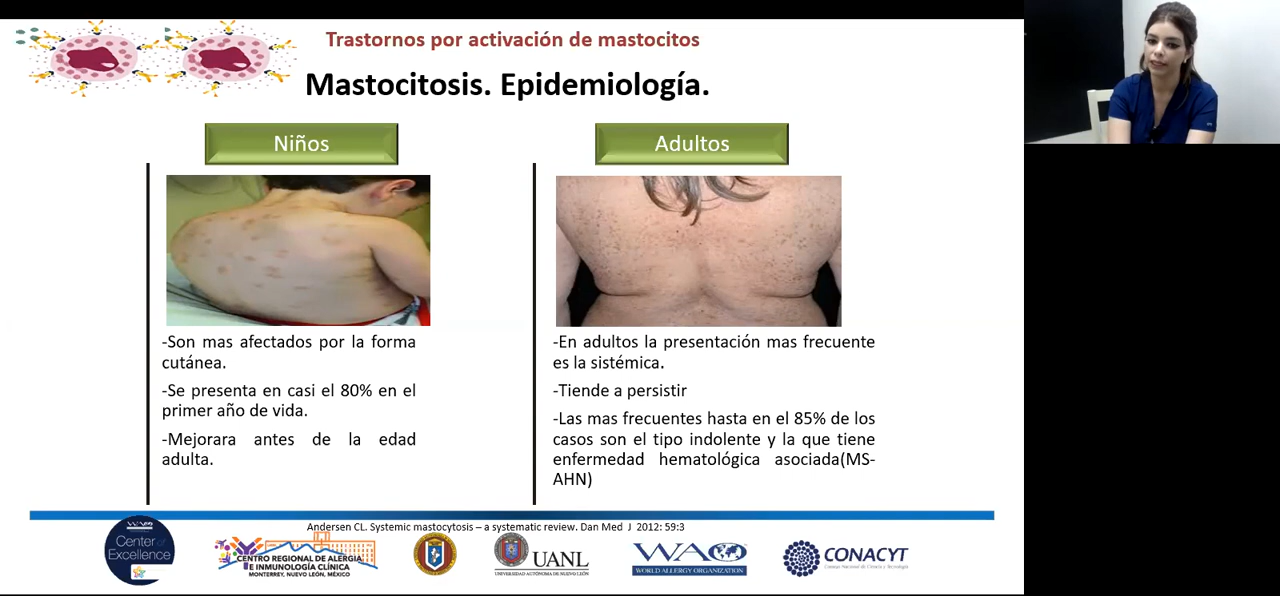 Trastornos por activación de mastocitos
Mastocitosis. Epidemiología.
Niños
Adultos
-Son mas afectados por la forma
cutánea.
-Se presenta en casi el 80% en el
primer año de vida.
-Mejorara antes de la edad
adulta.
-En adultos la presentación mas frecuente
es la sistémica.
-Tiende a persistir
-Las mas frecuentes hasta en el 85% de los
casos son el tipo indolente y la que tiene
enfermedad hematológica asociada(MS-
AHN)
Andersen CL. Systemic mastocytosis – a systematic review. Dan Med J 2012: 59:3
WAO
Center of
Excellence
CENTRO REGIONAL DE ALERGIA
E INMUNOLOGÍA CLÍNICA
MONTERREY, NUEVO LEÓN, MÉXICO
UANL
UNIVERSIDAD AUTÓNOMA DE NUEVO LEÓN
WAO
WORLD ALLERGY ORGANIZATION
CONACYT
Consejo Nacional de Ciencia y Tecnología